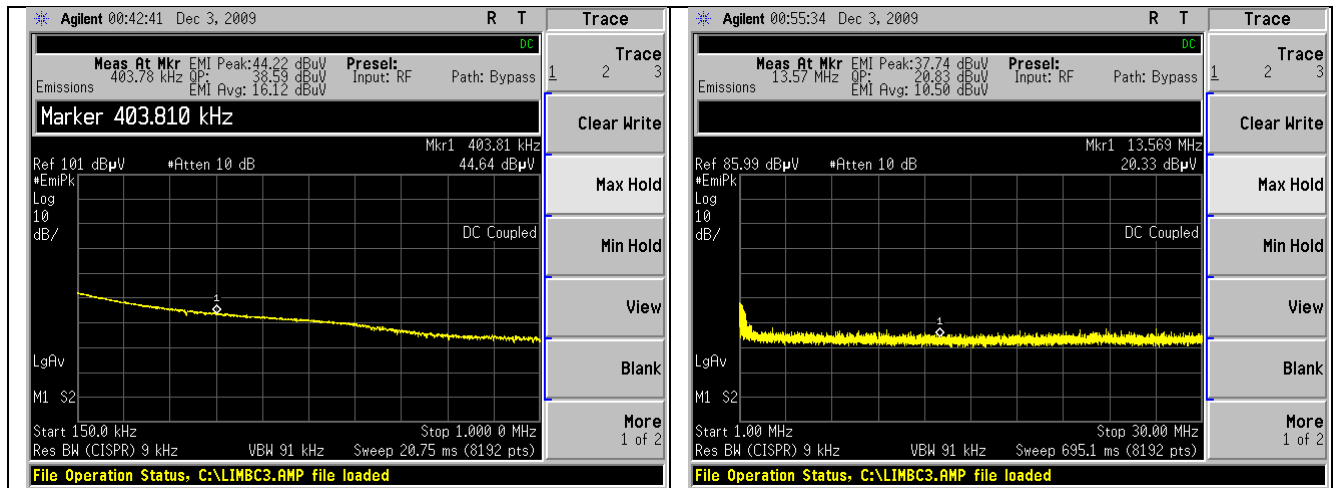 Agilent 00:42:41 Dec 3, 2009 R T
Trace
DC
Meas At Mkr EMI Peak:44.22 dBuV Presel:
403.78 kHz QP: 38.59 dBuV Input: RF Path: Bypass
Emissions EMI Avg: 16.12 dBuV
Marker 403.810 kHz
Mkr1 403.81 kHz
Ref 101 dBµV #Atten 10 dB 44.64 dBµV
#EmiPk
Log
10
dB/
DC Coupled
1
LgAv
M1 S2
Start 150.0 kHz Stop 1.000 0 MHz
Res BW (CISPR) 9 kHz VBW 91 kHz Sweep 20.75 ms (8192 pts)
File Operation Status, C:\LIMBC3.AMP file loaded
Trace
1 2 3
Clear Write
Max Hold
Min Hold
View
Blank
More
1 of 2
Agilent 00:55:34 Dec 3, 2009 R T
Trace
DC
Meas At Mkr EMI Peak:37.74 dBuV Presel:
13.57 MHz QP: 20.83 dBuV Input: RF Path: Bypass
Emissions EMI Avg: 10.50 dBuV
Mkr1 13.569 MHz
Ref 85.99 dBµV #Atten 10 dB 20.33 dBµV
#EmiPk
Log
10
dB/
DC Coupled
1
LgAv
M1 S2
Start 1.00 MHz Stop 30.00 MHz
Res BW (CISPR) 9 kHz VBW 91 kHz Sweep 695.1 ms (8192 pts)
File Operation Status, C:\LIMBC3.AMP file loaded
Trace
1 2 3
Clear Write
Max Hold
Min Hold
View
Blank
More
1 of 2